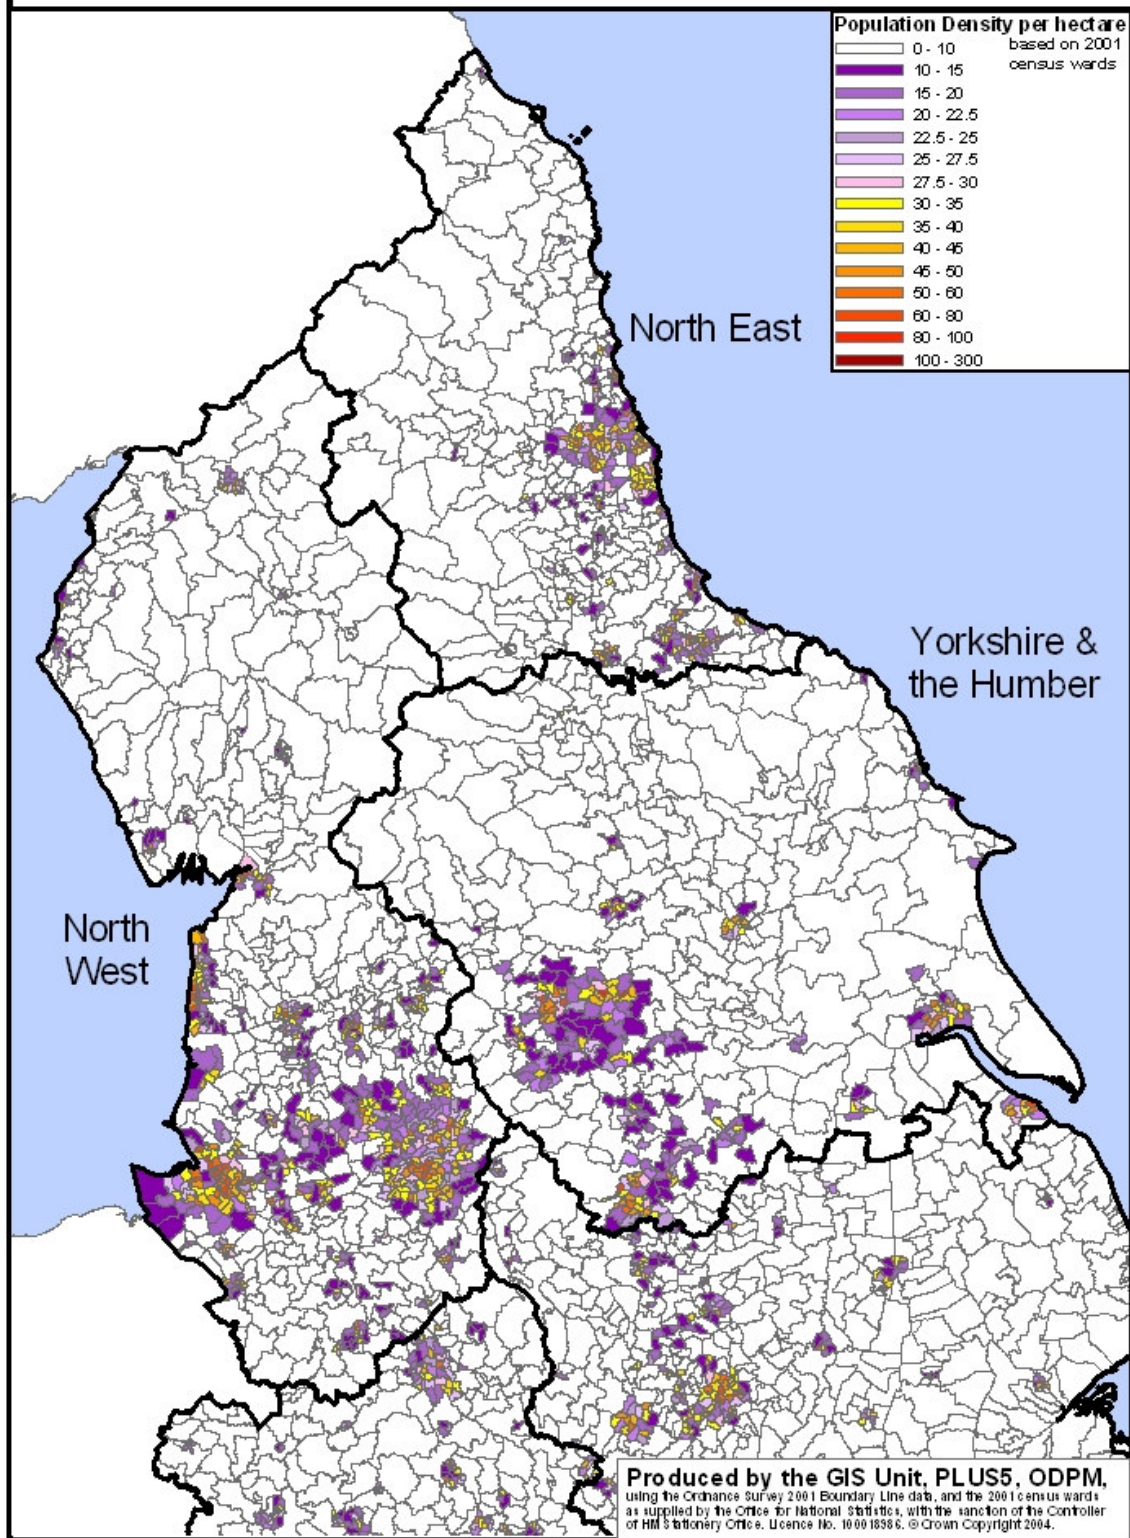 Population Density per hectare
based on 2001
census wards
0 - 10
10 - 15
15 - 20
20 - 22.5
22.5 - 25
25 - 27.5
27.5 - 30
30 - 35
35 - 40
40 - 45
45 - 50
50 - 60
60 - 80
80 - 100
100 - 300
North East
Yorkshire &
the Humber
North
West
Produced by the GIS Unit, PLUS5, ODPM,
using the Ordnance Survey 2001 Boundary Line data, and the 2001 census wards
as supplied by the Office for National Statistics, with the sanction of the Controller
of HM Stationery Office. Licence No. 100018986. © Crown Copyright 2004.